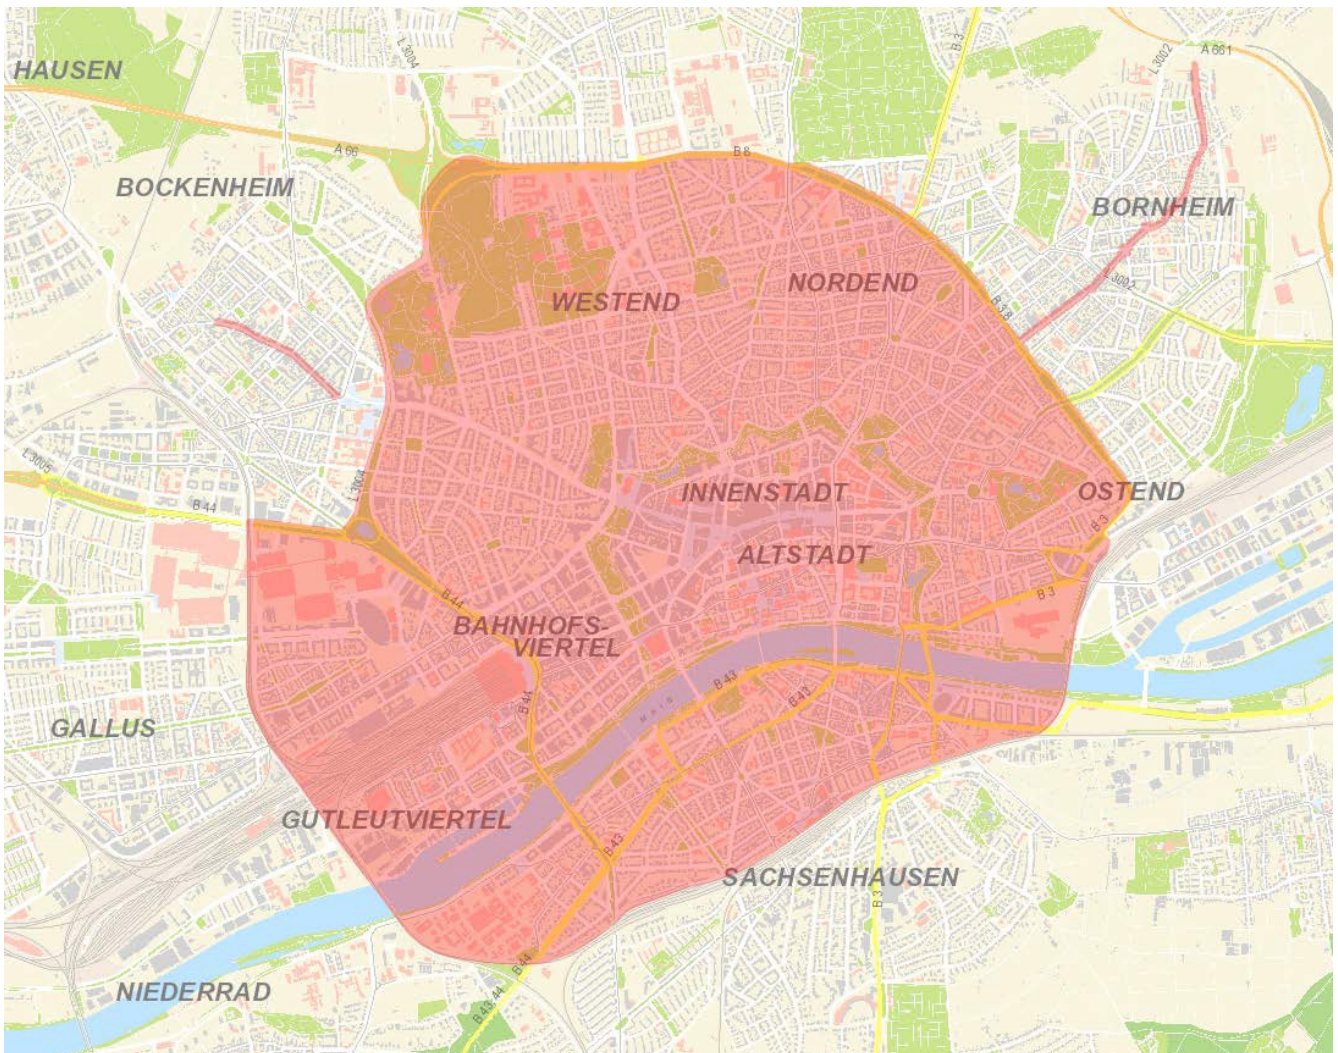 B 3
L 3002
A 661
L 3004
HAUSEN
A 66
B 8
BOCKENHEIM
BORNHEIM
L 3002
NORDEND
WESTEND
B 3 8
L 3005
B 44
L 3004
INNENSTADT
OSTEND
B 3
ALTSTADT
B 3
B 44
BAHNHOFS-
VIERTEL
B 43
B 43
B 44
MAIN
GALLUS
GUTLEUTVIERTEL
B 43
SACHSENHAUSEN
B 3
B 44
NIEDERRAD
B 43, 44